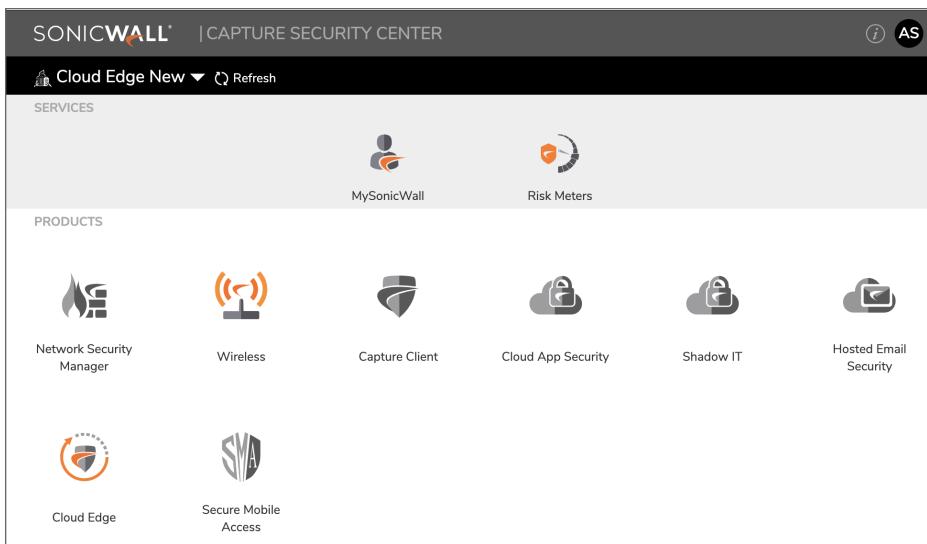 SONICWALL | CAPTURE SECURITY CENTER
i AS
Cloud Edge New Refresh
SERVICES
MySonicWall Risk Meters
PRODUCTS
Network Security
Manager
Wireless
Capture Client
Cloud App Security
Shadow IT
Hosted Email
Security
Cloud Edge
SMA
Secure Mobile
Access